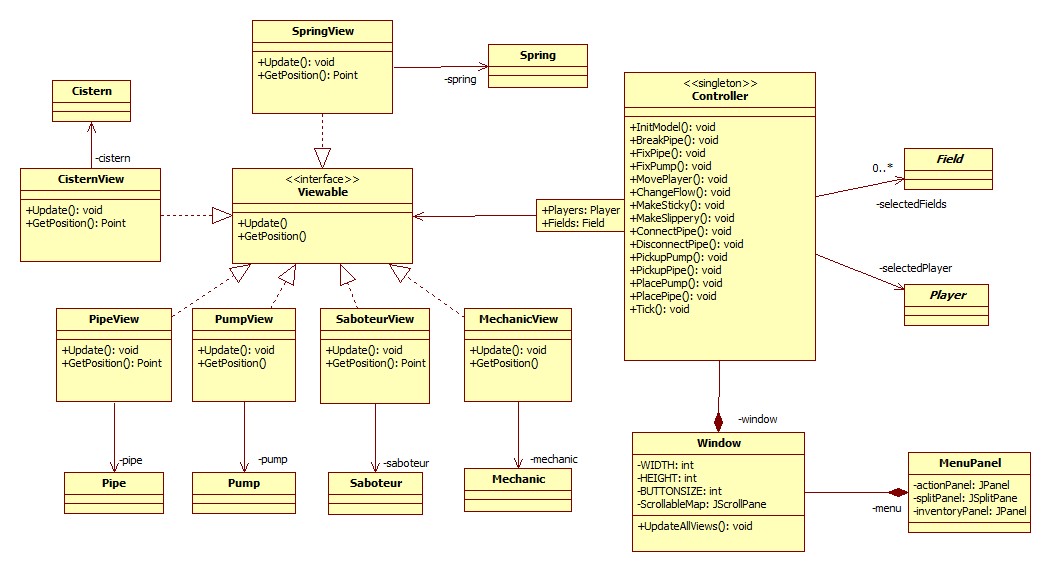 SpringView
+Update(): void
+GetPosition(): Point
-spring
Spring
Cistern
-cistern
CisternView
+Update(): void
+GetPosition(): Point
<<interface>>
Viewable
+Update()
+GetPosition()
+Players: Player
+Fields: Field
<<singleton>>
Controller
+InitModel(): void
+BreakPipe(): void
+FixPipe(): void
+FixPump(): void
+MovePlayer(): void
+ChangeFlow(): void
+MakeSticky(): void
+MakeSlippery(): void
+ConnectPipe(): void
+DisconnectPipe(): void
+PickupPump(): void
+PickupPipe(): void
+PlacePump(): void
+PlacePipe(): void
+Tick(): void
Field
0..*
-selectedFields
-selectedPlayer
Player
PipeView
+Update(): void
+GetPosition(): Point
PumpView
+Update(): void
+GetPosition()
SaboteurView
+Update(): void
+GetPosition(): Point
MechanicView
+Update(): void
+GetPosition()
-pipe
-pump
-saboteur
-mechanic
Pipe
Pump
Saboteur
Mechanic
-window
Window
-WIDTH: int
-HEIGHT: int
-BUTTONSIZE: int
-ScrollableMap: JScrollPane
+UpdateAllViews(): void
-menu
MenuPanel
-actionPanel: JPanel
-splitPanel: JSplitPane
-inventoryPanel: JPanel